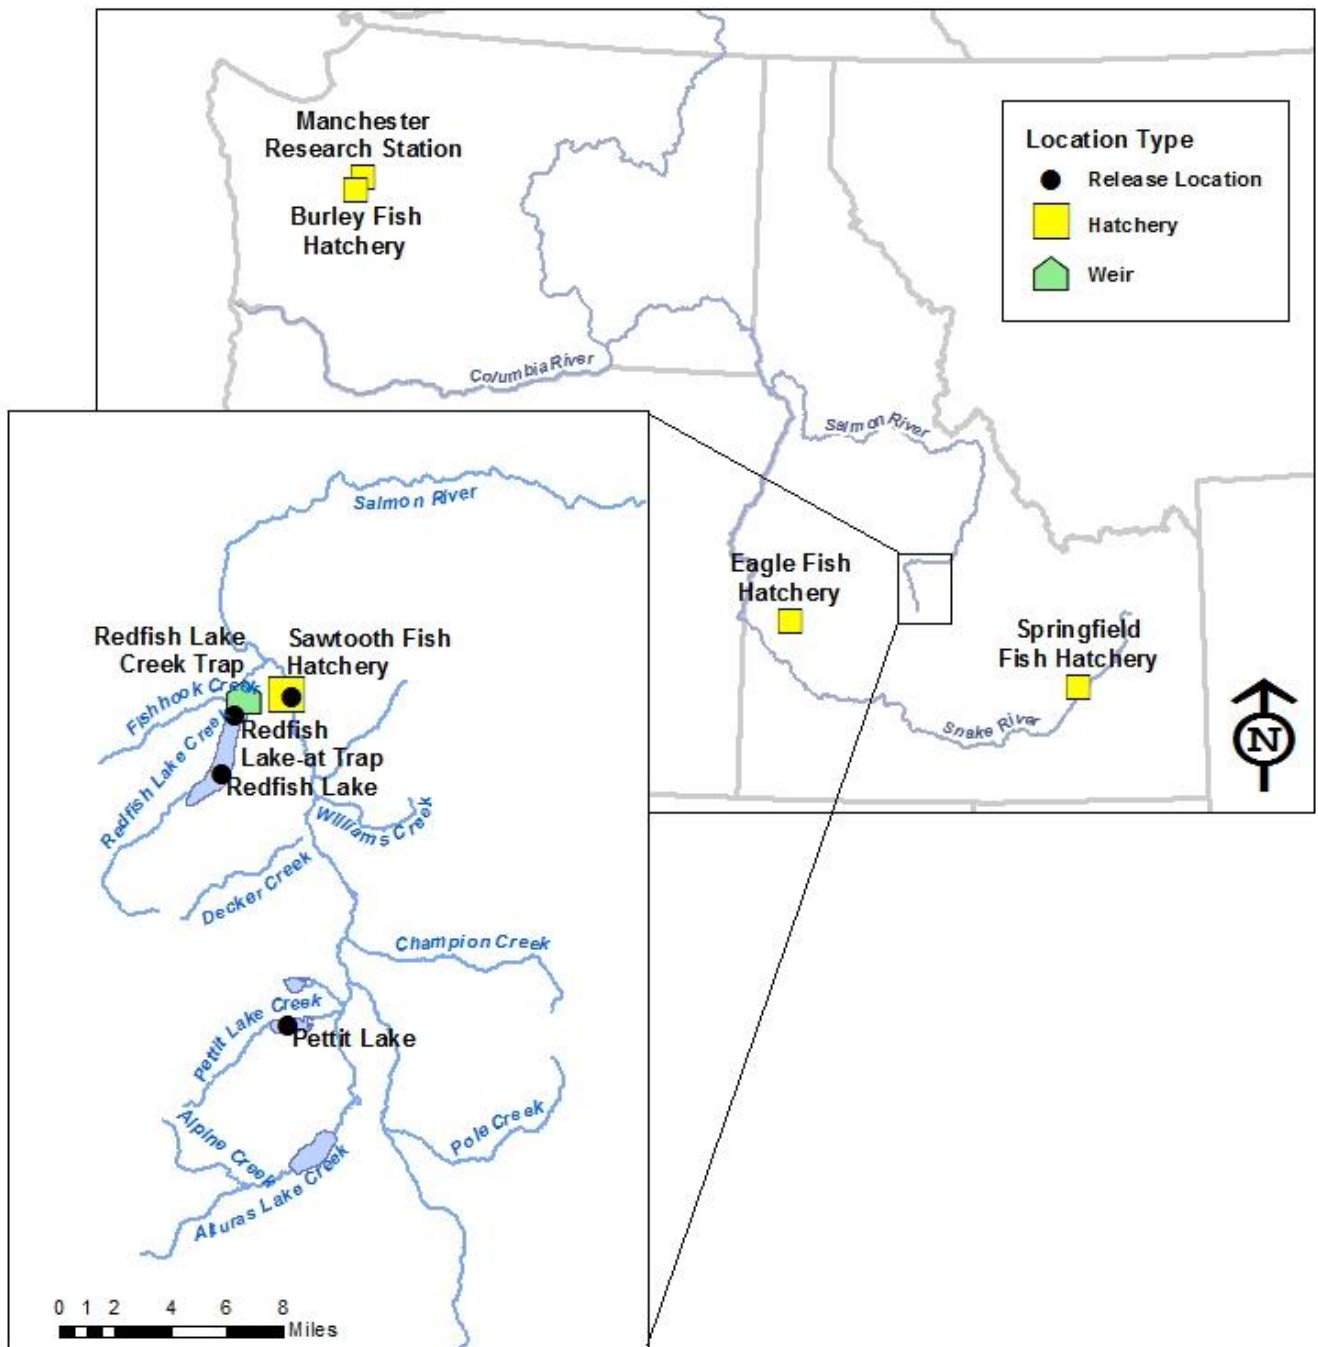 Manchester
Research Station
Burley Fish
Hatchery
Location Type
Release Location
Hatchery
Weir
Columbia River
Salmon River
Eagle Fish
Hatchery
Springfield
Fish Hatchery
Snake River
N
Salmon River
Redfish Lake
Creek Trap
Sawtooth Fish
Hatchery
Fishhook Creek
Redfish Lake Creek
Redfish
Lake-at Trap
Redfish Lake
Williams Creek
Decker Creek
Champion Creek
Pettit Lake Creek
Pettit Lake
Alpine Creek
Pole Creek
Alturas Lake Creek
0 1 2 4 6 8
Miles